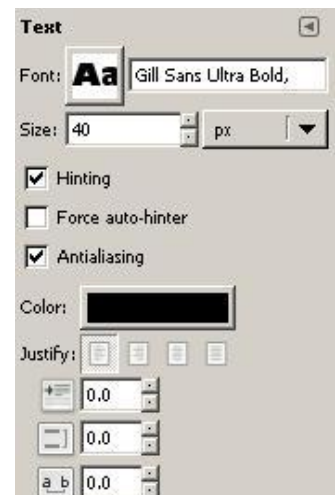 Text
Font: Aa Gill Sans Ultra Bold,
Size: 40 px
Hinting
Force auto-hinter
Antialiasing
Color:
Justify:
0.0
0.0
a b 0.0